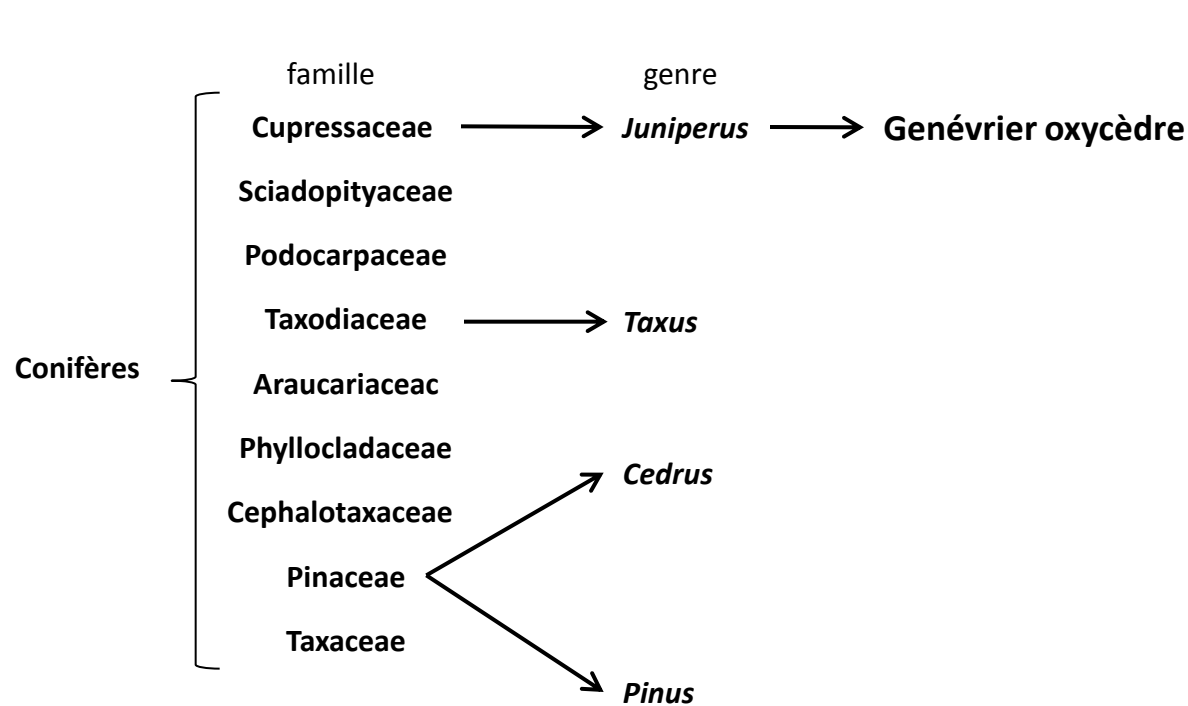 famille genre
Cupressaceae Juniperus Genévrier oxycèdre
Sciadopityaceae
Podocarpaceae
Taxodiaceae Taxus
Conifères
Araucariaceac
Phyllocladaceae
Cedrus
Cephalotaxaceae
Pinaceae
Taxaceae
Pinus